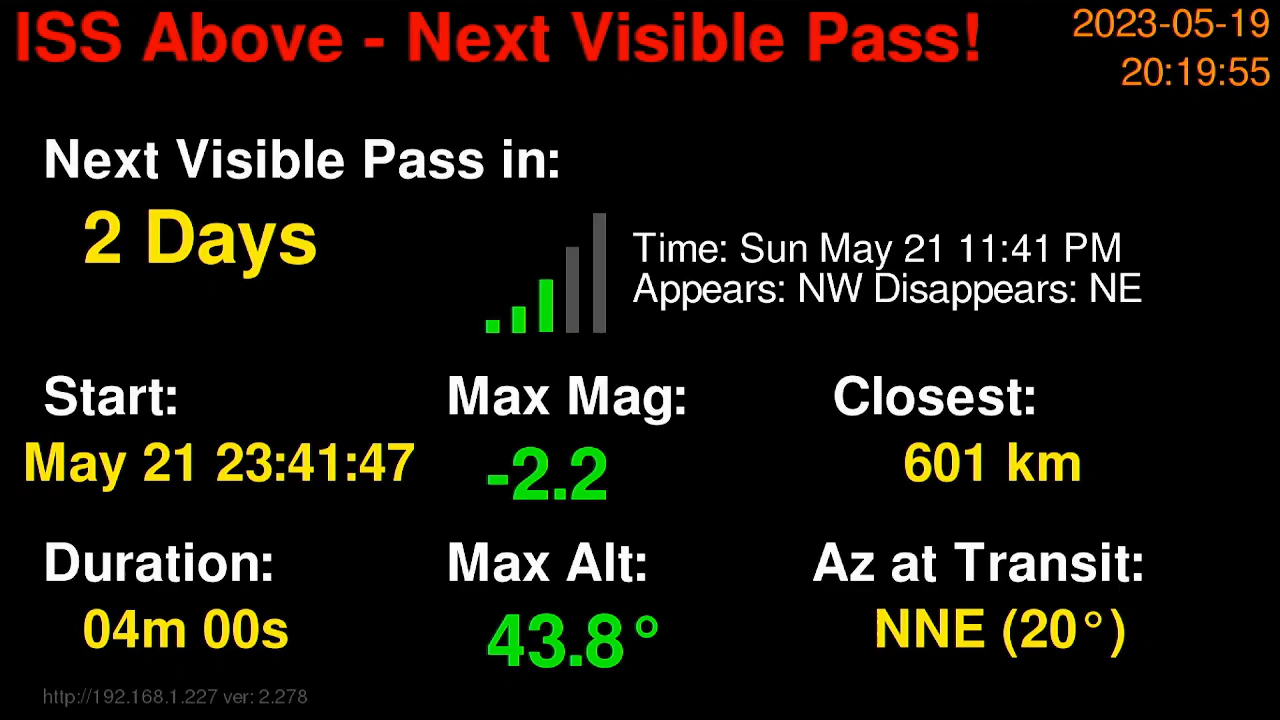 ISS Above - Next Visible Pass!
2023-05-19
20:19:55
Next Visible Pass in:
2 Days
Time: Sun May 21 11:41 PM
Appears: NW Disappears: NE
Start:
May 21 23:41:47
Max Mag:
-2.2
Closest:
601 km
Duration:
04m 00s
Max Alt:
43.8°
Az at Transit:
NNE (20°)
http://192.168.1.227 ver: 2.278